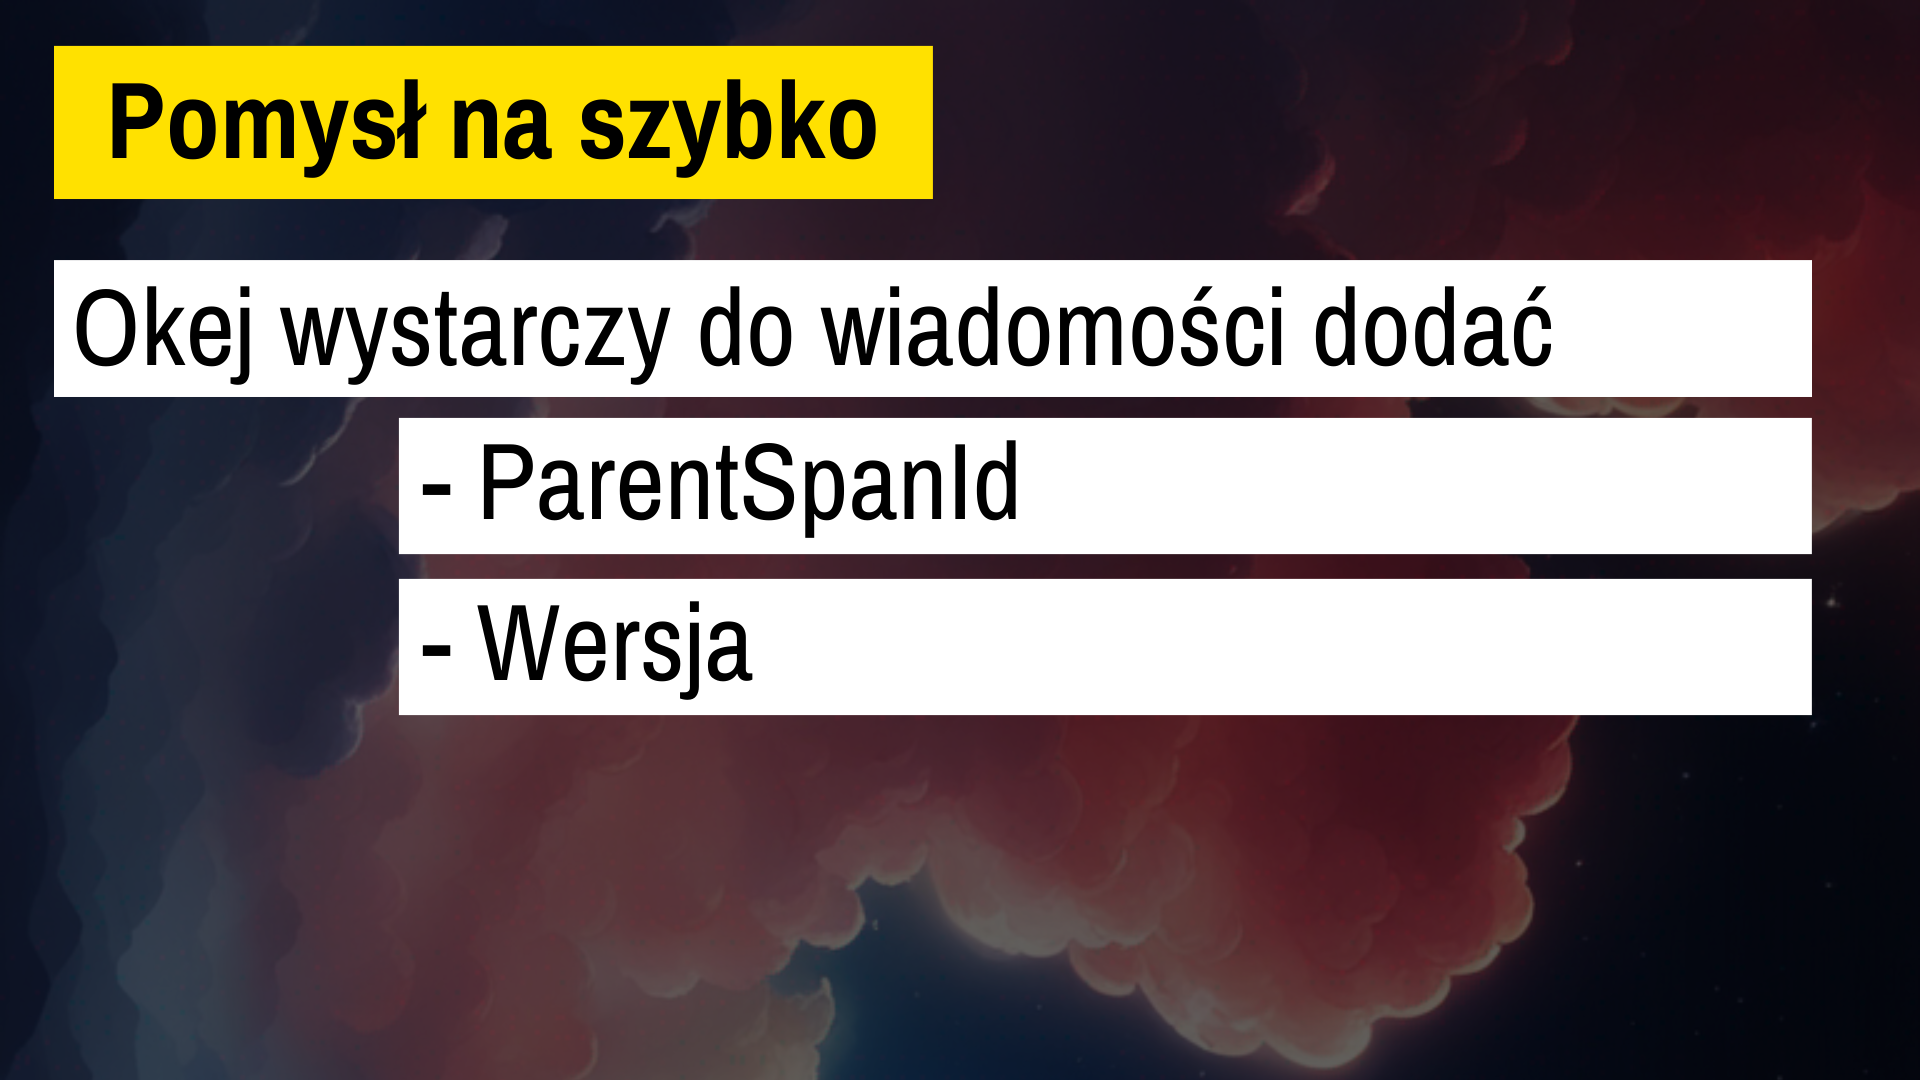 Pomysł na szybko
Okej wystarczy do wiadomości dodać
- ParentSpanId
- Wersja